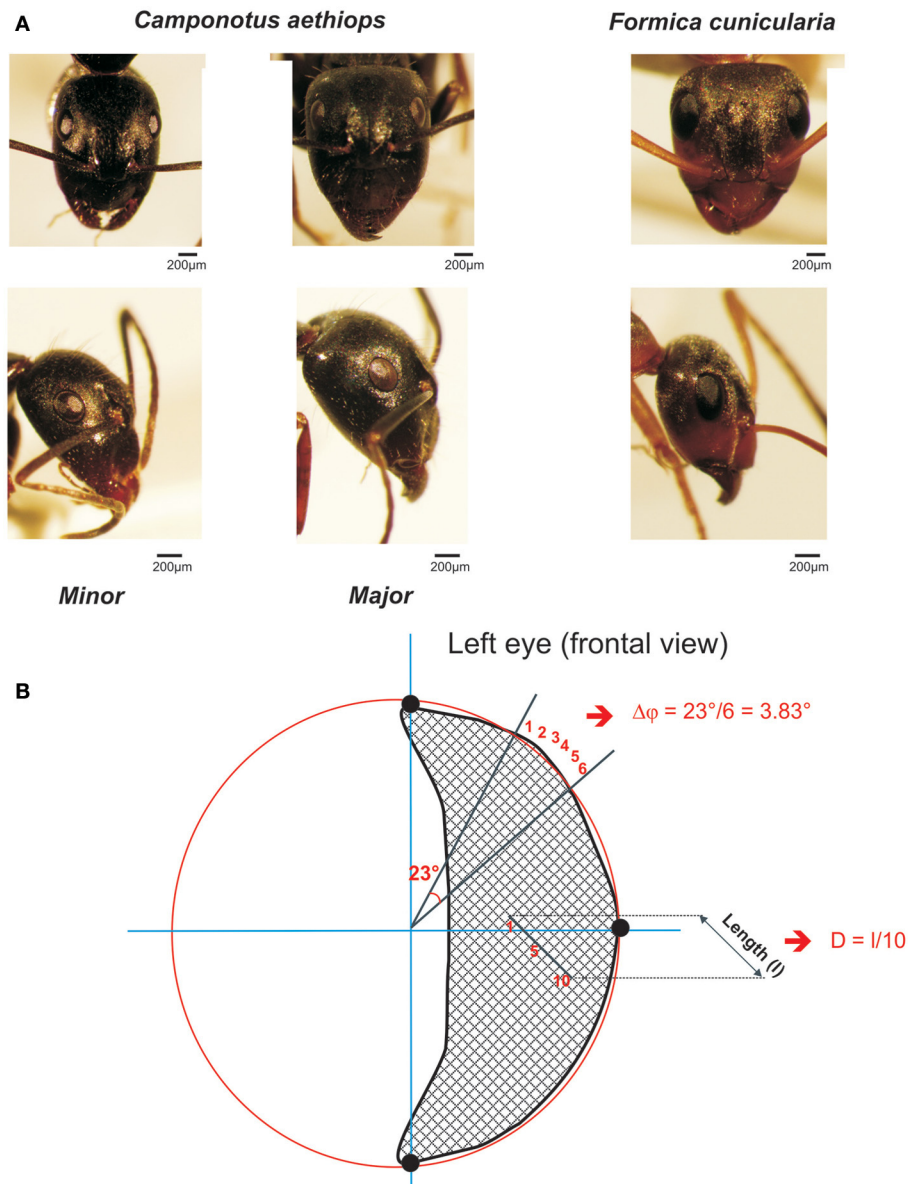 A
Camponotus aethiops
Formica cunicularia
200µm
200µm
200µm
200µm
200µm
200µm
Minor
Major
B
Left eye (frontal view)
1
2
3
4
5
6
➔ Δφ = 23°/6 = 3.83°
23°
1
5
10
Length (l)
➔ D = l/10